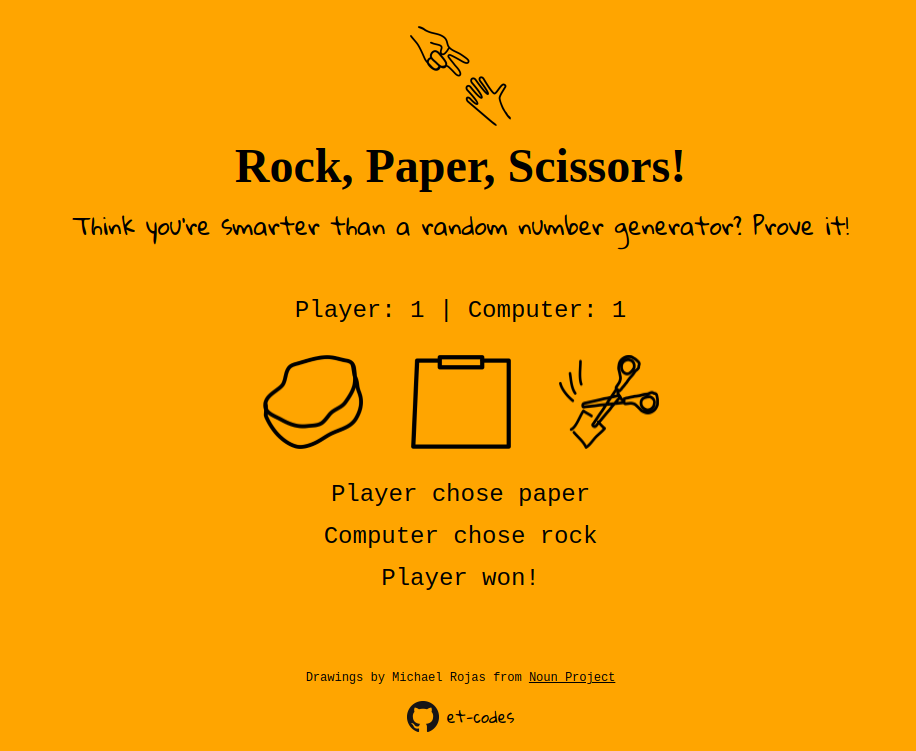 Rock, Paper, Scissors!
Think you're smarter than a random number generator? Prove it!
Player: 1 | Computer: 1
Player chose paper
Computer chose rock
Player won!
Drawings by Michael Rojas from Noun Project
et-codes